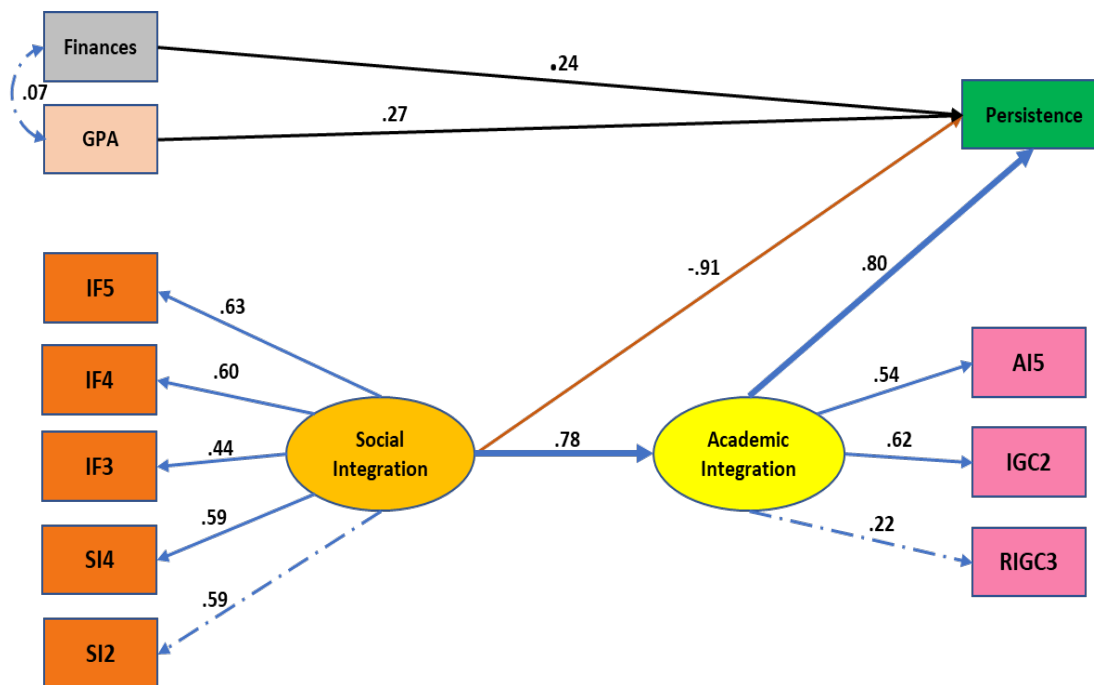 Finances
.24
.07
Persistence
.27
GPA
IF5
-.91
.80
.63
AI5
IF4
.60
.54
Social
Integration
.78
Academic
Integration
IF3
.44
.62
IGC2
.59
.22
SI4
RIGC3
.59
SI2